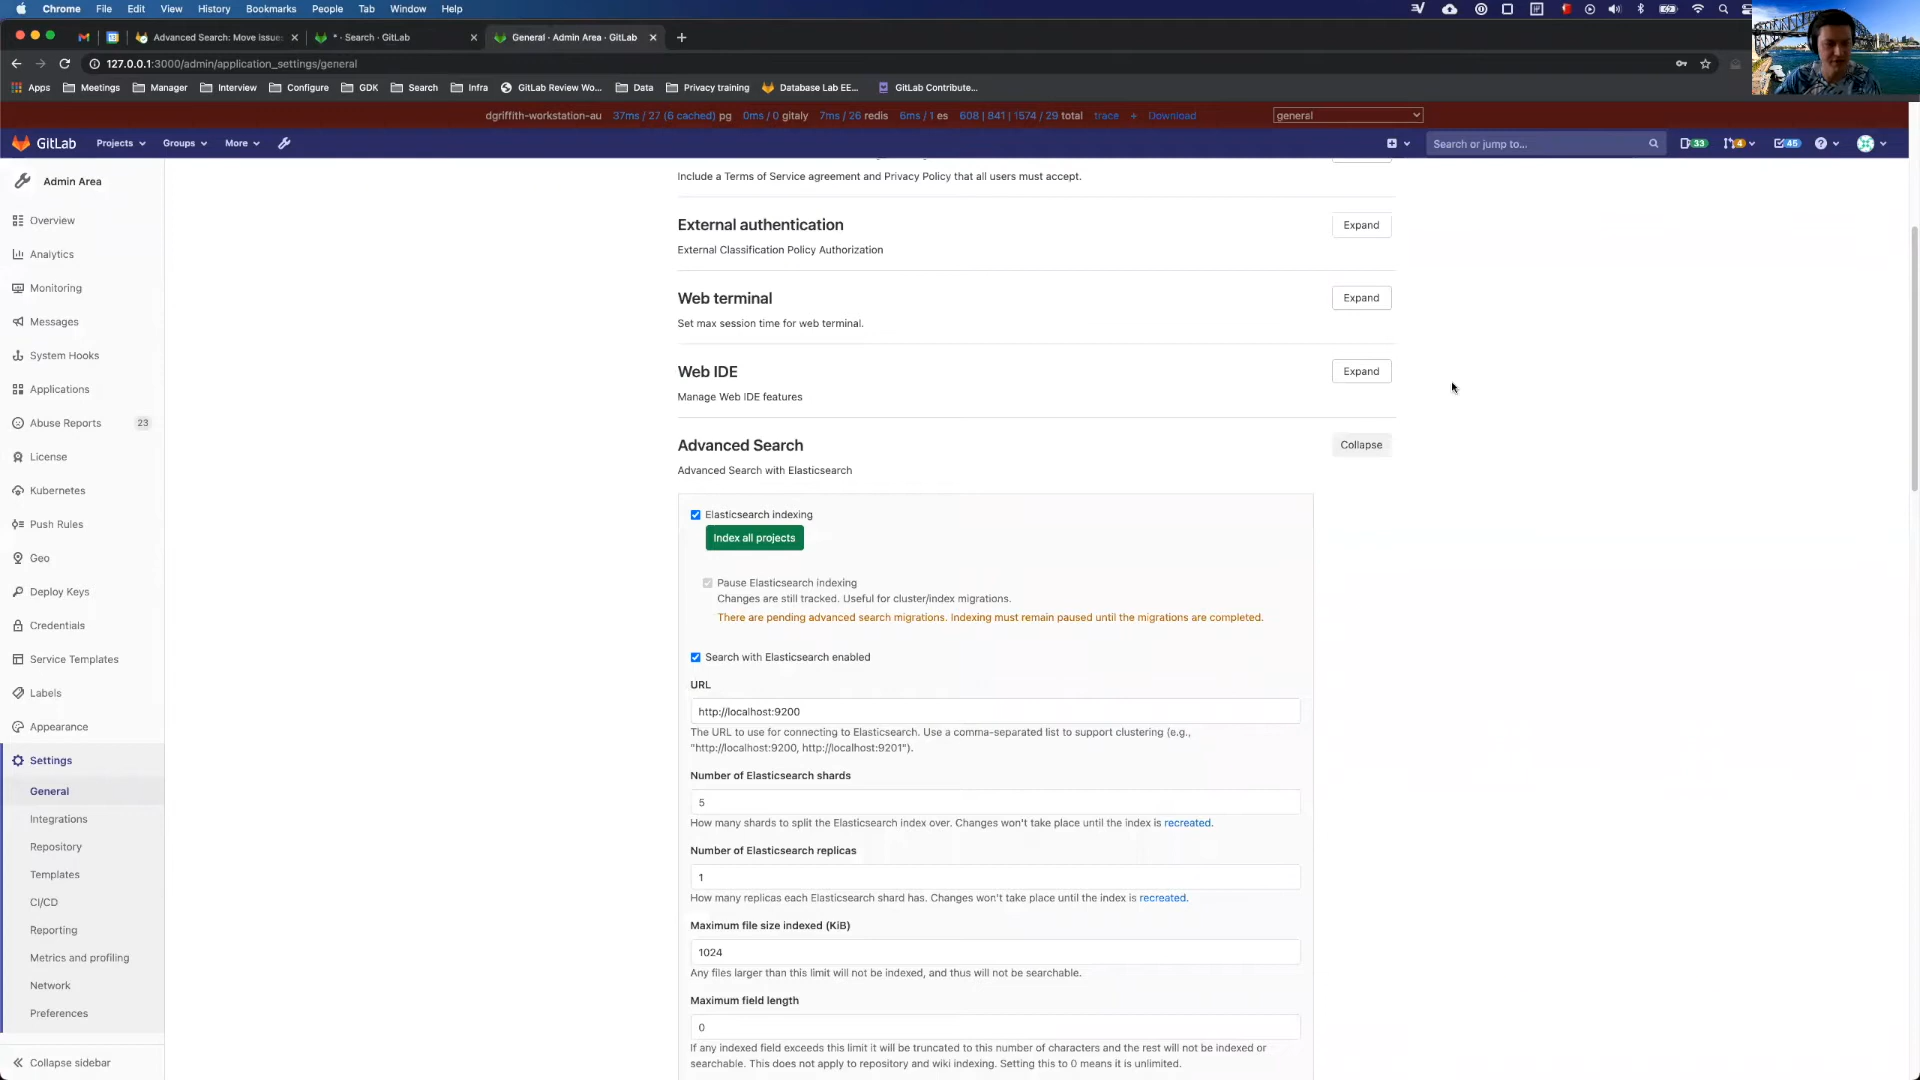 Chrome File Edit View History Bookmarks People Tab Window Help
Advanced Search: Move issues
* · Search · GitLab
General · Admin Area · GitLab
127.0.0.1:3000/admin/application_settings/general
Apps Meetings Manager Interview Configure GDK Search Infra GitLab Review Wo... Data Privacy training Database Lab EE... GitLab Contribute...
dgriffith-workstation-au 37ms / 27 (6 cached) pg 0ms / 0 gitaly 7ms / 26 redis 6ms / 1 es 608 | 841 | 1574 / 29 total trace + Download general
GitLab Projects Groups More Search or jump to... 33 4 45
Admin Area
Overview
Analytics
Monitoring
Messages
System Hooks
Applications
Abuse Reports 23
License
Kubernetes
Push Rules
Geo
Deploy Keys
Credentials
Service Templates
Labels
Appearance
Settings
General
Integrations
Repository
Templates
CI/CD
Reporting
Metrics and profiling
Network
Preferences
Collapse sidebar
Include a Terms of Service agreement and Privacy Policy that all users must accept.
External authentication
Expand
External Classification Policy Authorization
Web terminal
Expand
Set max session time for web terminal.
Web IDE
Expand
Manage Web IDE features
Advanced Search
Collapse
Advanced Search with Elasticsearch
Elasticsearch indexing
Index all projects
Pause Elasticsearch indexing
Changes are still tracked. Useful for cluster/index migrations.
There are pending advanced search migrations. Indexing must remain paused until the migrations are completed.
Search with Elasticsearch enabled
URL
http://localhost:9200
The URL to use for connecting to Elasticsearch. Use a comma-separated list to support clustering (e.g.,
"http://localhost:9200, http://localhost:9201").
Number of Elasticsearch shards
5
How many shards to split the Elasticsearch index over. Changes won't take place until the index is recreated.
Number of Elasticsearch replicas
1
How many replicas each Elasticsearch shard has. Changes won't take place until the index is recreated.
Maximum file size indexed (KiB)
1024
Any files larger than this limit will not be indexed, and thus will not be searchable.
Maximum field length
0
If any indexed field exceeds this limit it will be truncated to this number of characters and the rest will not be indexed or
searchable. This does not apply to repository and wiki indexing. Setting this to 0 means it is unlimited.